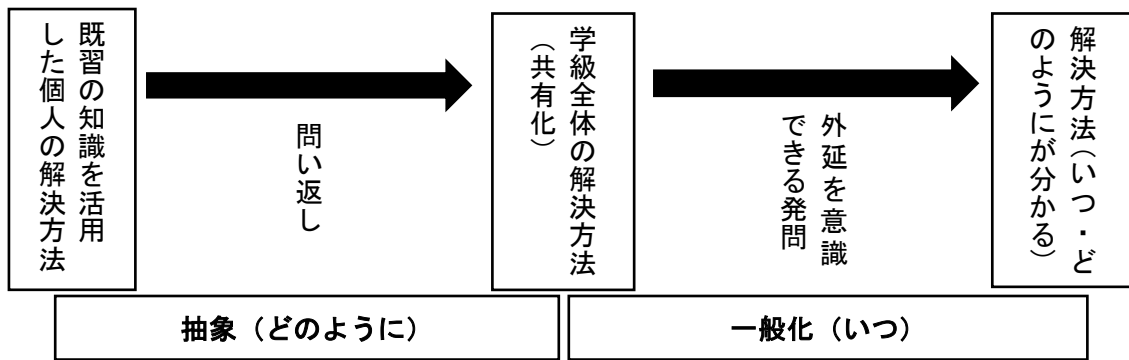 既習の知識を活用
した個人の解決方法
問い返し
学級全体の解決方法
（共有化）
外延を意識
できる発問
解決方法（いつ・ど
のようにが分かる）
抽象（どのように）
一般化（いつ）